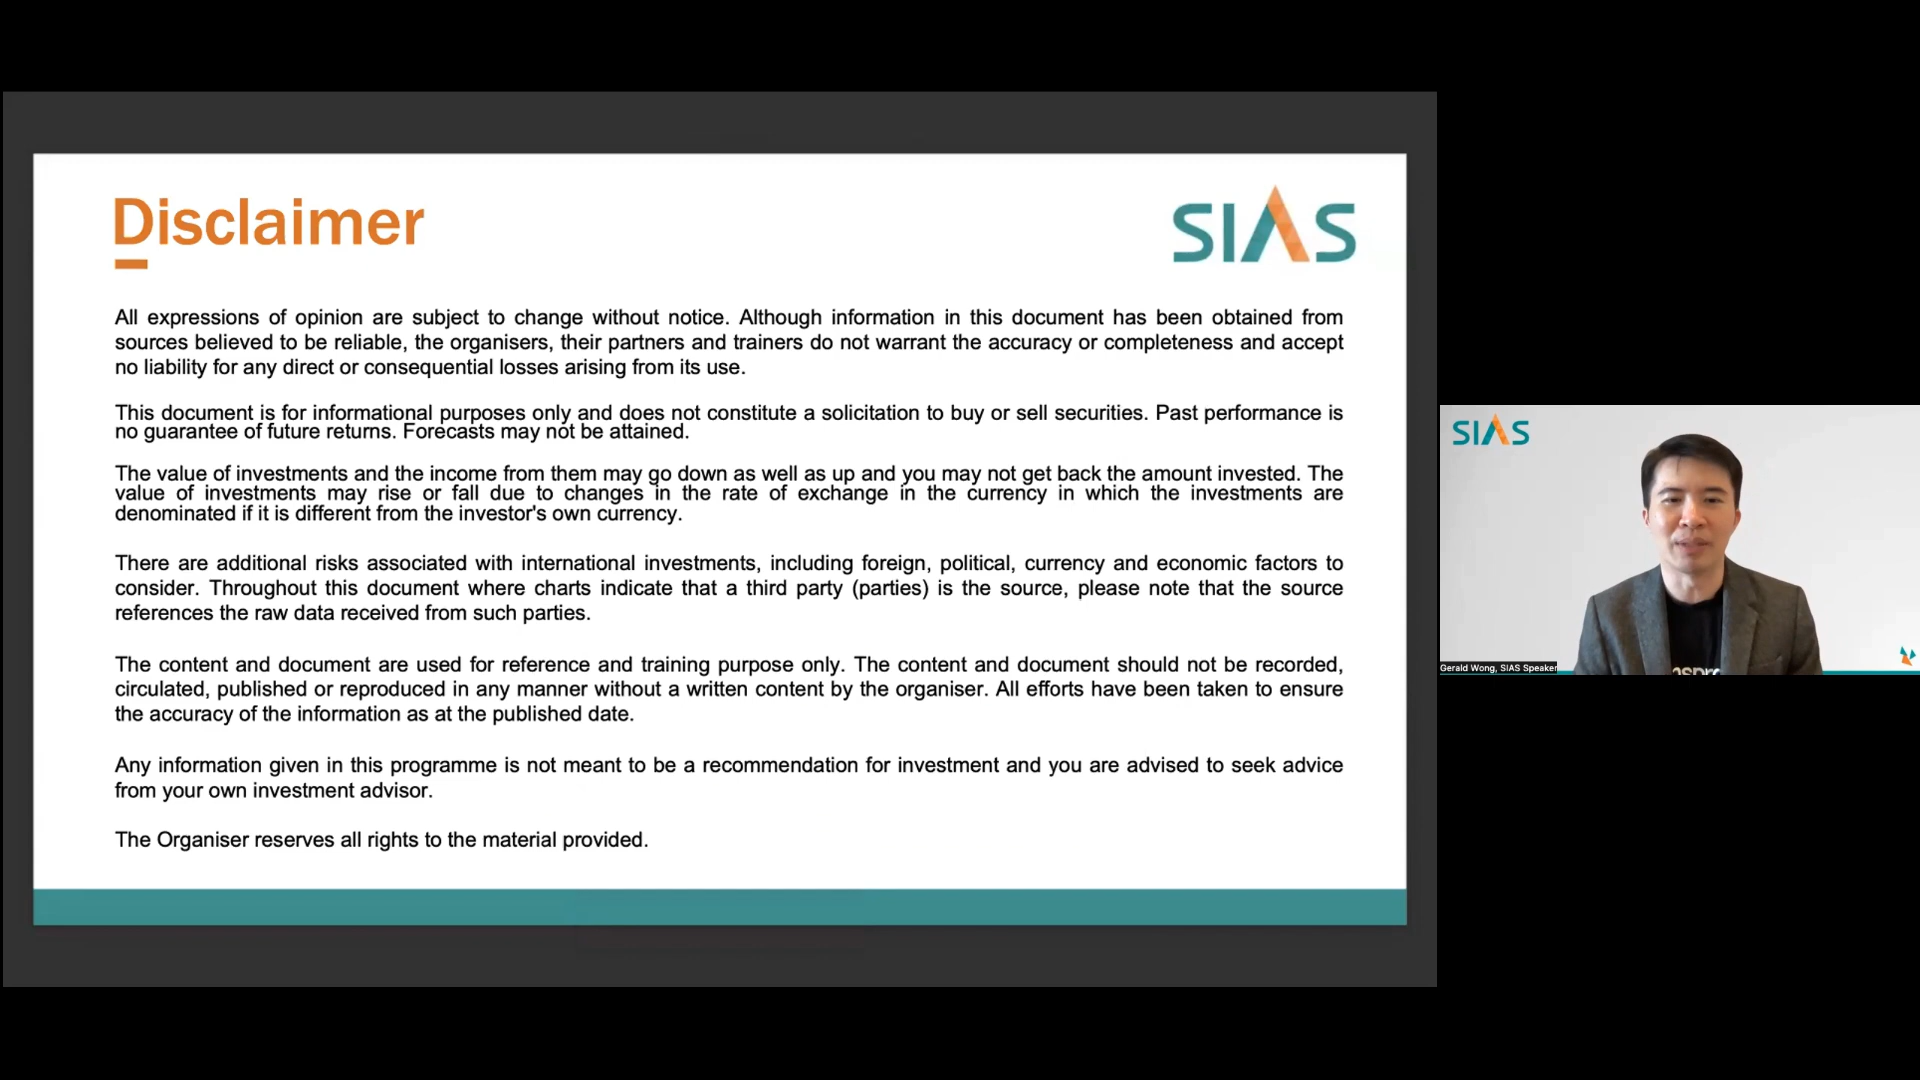 Disclaimer
SIAS
All expressions of opinion are subject to change without notice. Although information in this document has been obtained from
sources believed to be reliable, the organisers, their partners and trainers do not warrant the accuracy or completeness and accept
no liability for any direct or consequential losses arising from its use.
This document is for informational purposes only and does not constitute a solicitation to buy or sell securities. Past performance is
no guarantee of future returns. Forecasts may not be attained.
The value of investments and the income from them may go down as well as up and you may not get back the amount invested. The
value of investments may rise or fall due to changes in the rate of exchange in the currency in which the investments are
denominated if it is different from the investor's own currency.
There are additional risks associated with international investments, including foreign, political, currency and economic factors to
consider. Throughout this document where charts indicate that a third party (parties) is the source, please note that the source
references the raw data received from such parties.
The content and document are used for reference and training purpose only. The content and document should not be recorded,
circulated, published or reproduced in any manner without a written content by the organiser. All efforts have been taken to ensure
the accuracy of the information as at the published date.
Any information given in this programme is not meant to be a recommendation for investment and you are advised to seek advice
from your own investment advisor.
The Organiser reserves all rights to the material provided.
SIAS
Gerald Wong, SIAS Speaker